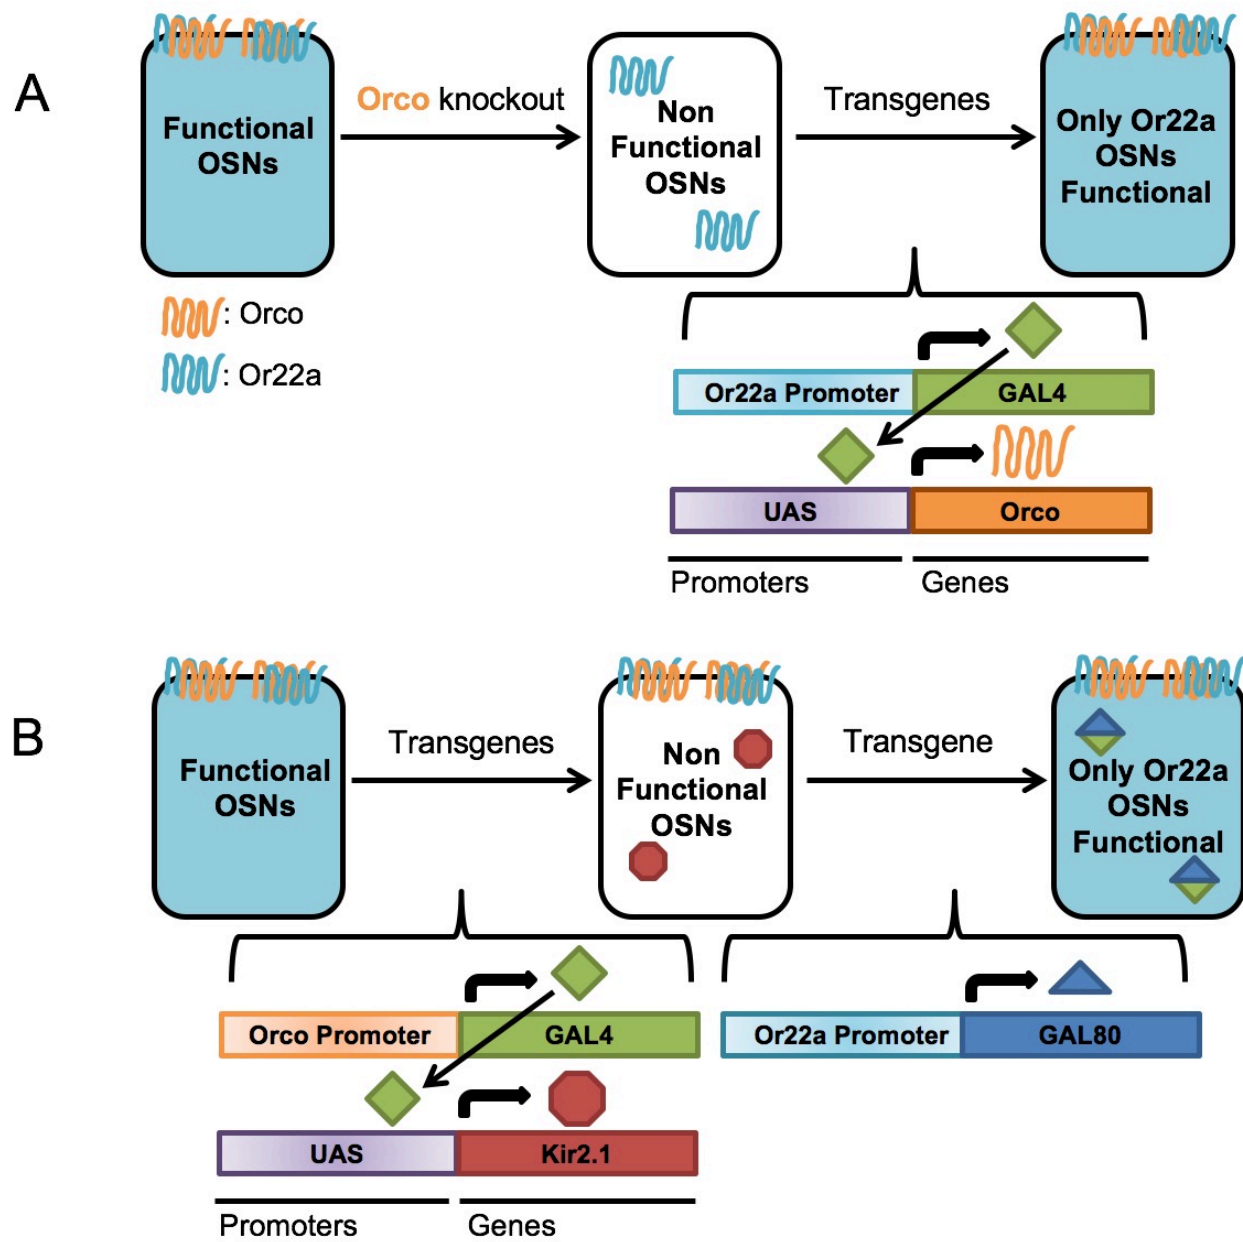 A
Functional
OSNs
Orco knockout
Non
Functional
OSNs
Transgenes
Only Or22a
OSNs
Functional
: Orco
: Or22a
Or22a Promoter
GAL4
UAS
Orco
Promoters
Genes
B
Functional
OSNs
Transgenes
Non
Functional
OSNs
Transgene
Only Or22a
OSNs
Functional
Orco Promoter
GAL4
Or22a Promoter
GAL80
UAS
Kir2.1
Promoters
Genes